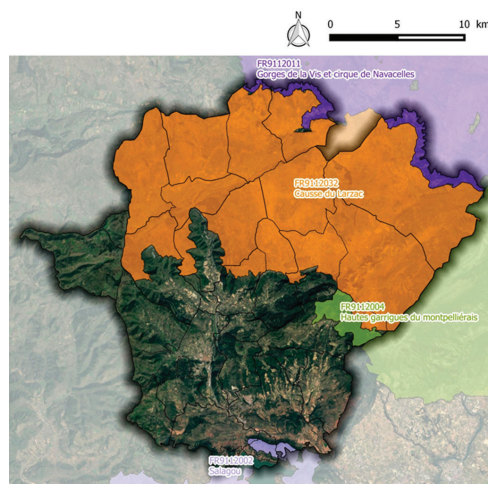 N
0 5 10 km
FR9112011
Gorges de la Vis et cirque de Navacelles
FR9112032
Causse du Larzac
FR9112004
Hautes garrigues du montpelliérais
FR9112002
Salagou